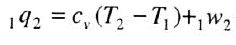 ₁q₂ = cᵥ (T₂ − T₁)+₁w₂